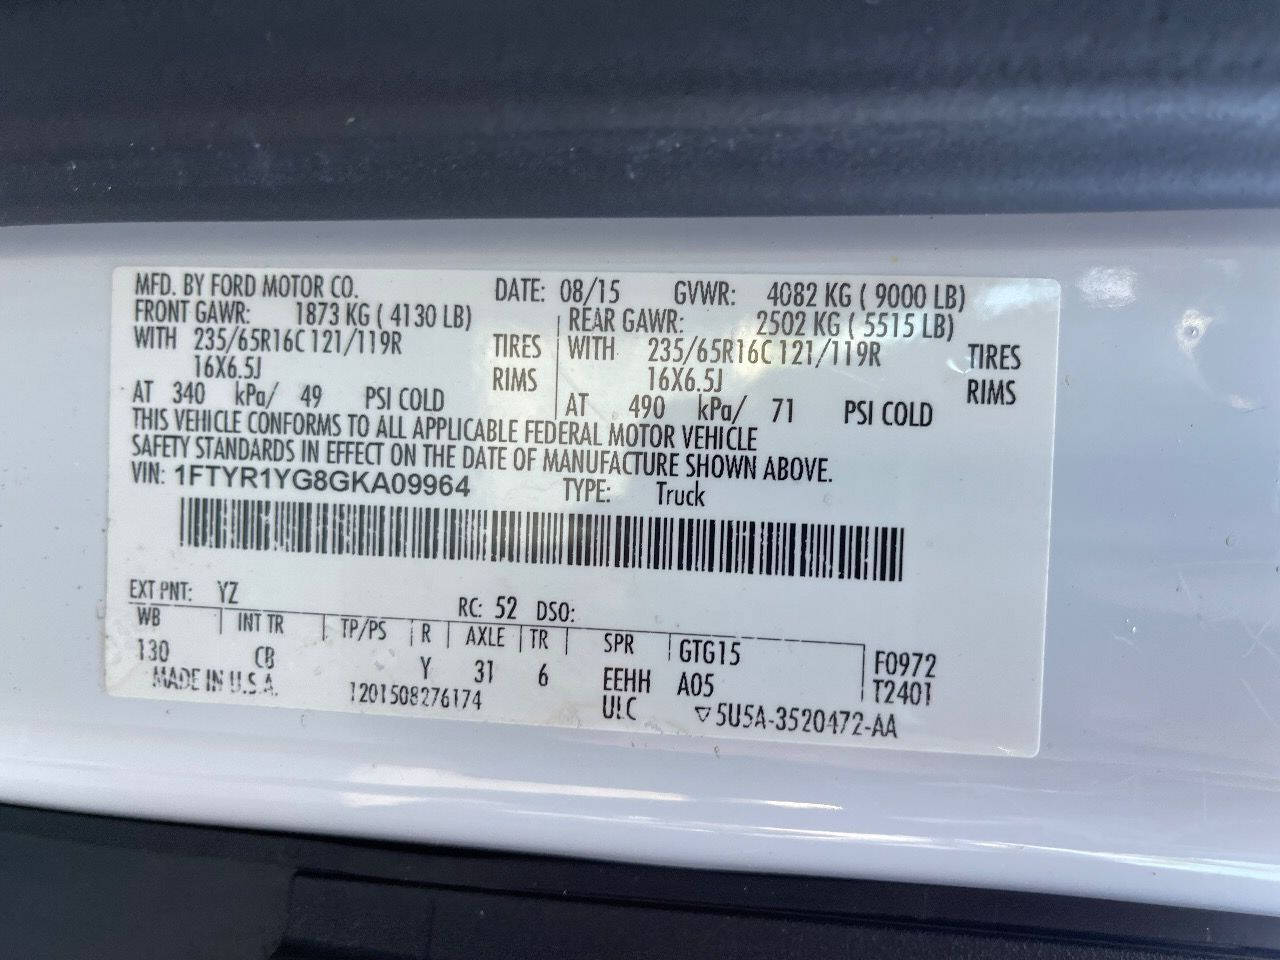 MFD. BY FORD MOTOR CO. DATE: 08/15 GVWR: 4082 KG ( 9000 LB)
FRONT GAWR: 1873 KG ( 4130 LB) REAR GAWR: 2502 KG ( 5515 LB)
WITH 235/65R16C 121/119R TIRES WITH 235/65R16C 121/119R TIRES
16X6.5J RIMS 16X6.5J RIMS
AT 340 kPa/ 49 PSI COLD AT 490 kPa/ 71 PSI COLD
THIS VEHICLE CONFORMS TO ALL APPLICABLE FEDERAL MOTOR VEHICLE
SAFETY STANDARDS IN EFFECT ON THE DATE OF MANUFACTURE SHOWN ABOVE.
VIN: 1FTYR1YG8GKA09964 TYPE: Truck
EXT PNT: YZ RC: 52 DSO:
WB INT TR TP/PS R AXLE TR SPR GTG15 F0972
130 CB Y 31 6 EEHH A05 T2401
MADE IN U.S.A. 1201508276174 ULC ▽5U5A-3520472-AA